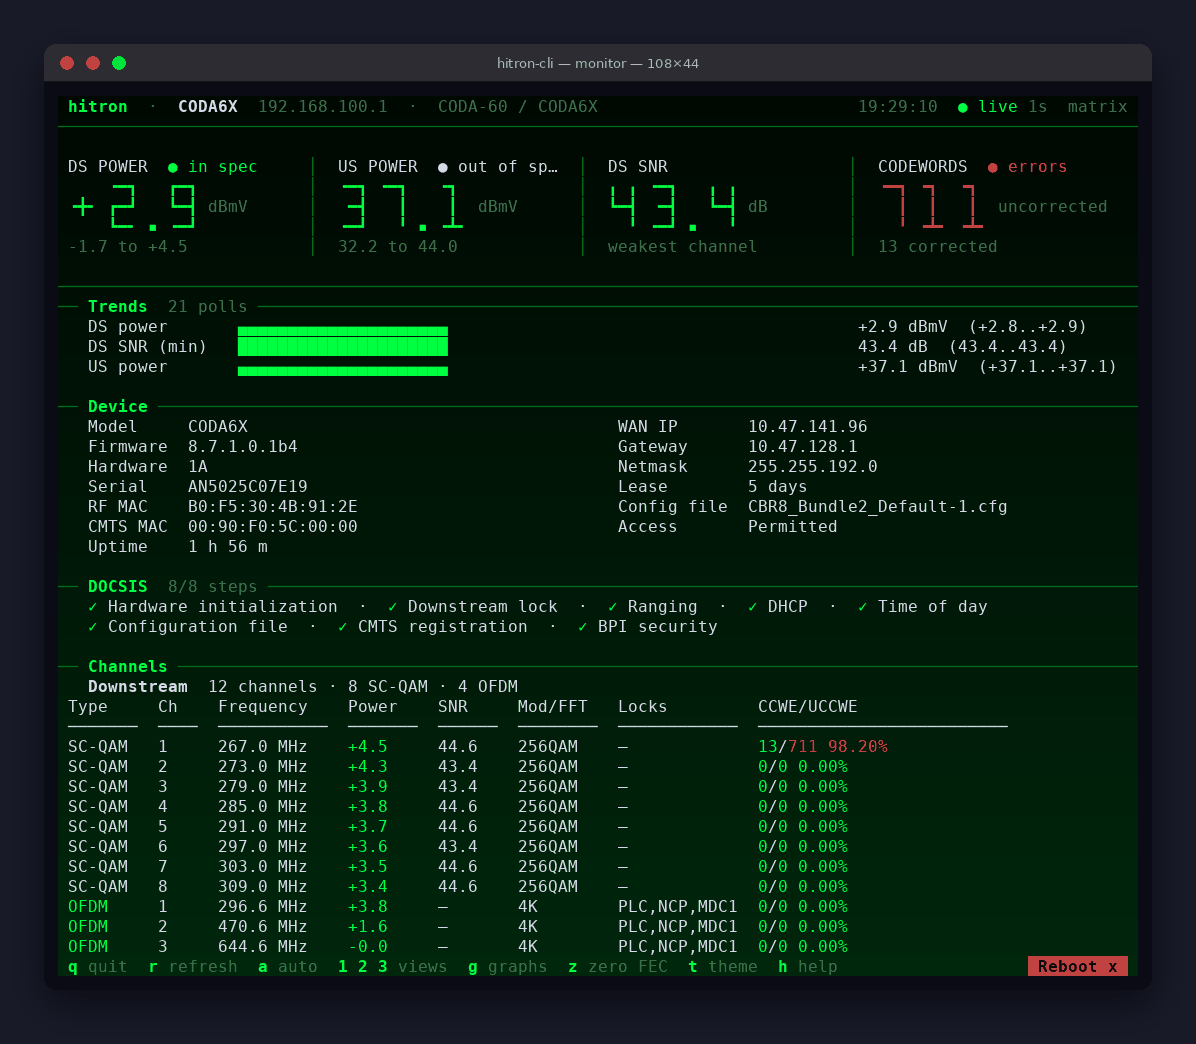 hitron-cli — monitor — 108×44
hitron · CODA6X 192.168.100.1 · CODA-60 / CODA6X 19:29:10 ● live 1s matrix
DS POWER ● in spec
+2.9 dBmV
-1.7 to +4.5
US POWER ● out of sp…
37.1 dBmV
32.2 to 44.0
DS SNR
43.4 dB
weakest channel
CODEWORDS ● errors
711 uncorrected
13 corrected
Trends 21 polls
DS power +2.9 dBmV (+2.8..+2.9)
DS SNR (min) 43.4 dB (43.4..43.4)
US power +37.1 dBmV (+37.1..+37.1)
Device
Model CODA6X WAN IP 10.47.141.96
Firmware 8.7.1.0.1b4 Gateway 10.47.128.1
Hardware 1A Netmask 255.255.192.0
Serial AN5025C07E19 Lease 5 days
RF MAC B0:F5:30:4B:91:2E Config file CBR8_Bundle2_Default-1.cfg
CMTS MAC 00:90:F0:5C:00:00 Access Permitted
Uptime 1 h 56 m
DOCSIS 8/8 steps
✓ Hardware initialization · ✓ Downstream lock · ✓ Ranging · ✓ DHCP · ✓ Time of day
✓ Configuration file · ✓ CMTS registration · ✓ BPI security
Channels
Downstream 12 channels · 8 SC-QAM · 4 OFDM
Type Ch Frequency Power SNR Mod/FFT Locks CCWE/UCCWE
SC-QAM 1 267.0 MHz +4.5 44.6 256QAM — 13/711 98.20%
SC-QAM 2 273.0 MHz +4.3 43.4 256QAM — 0/0 0.00%
SC-QAM 3 279.0 MHz +3.9 43.4 256QAM — 0/0 0.00%
SC-QAM 4 285.0 MHz +3.8 44.6 256QAM — 0/0 0.00%
SC-QAM 5 291.0 MHz +3.7 44.6 256QAM — 0/0 0.00%
SC-QAM 6 297.0 MHz +3.6 43.4 256QAM — 0/0 0.00%
SC-QAM 7 303.0 MHz +3.5 44.6 256QAM — 0/0 0.00%
SC-QAM 8 309.0 MHz +3.4 44.6 256QAM — 0/0 0.00%
OFDM 1 296.6 MHz +3.8 — 4K PLC,NCP,MDC1 0/0 0.00%
OFDM 2 470.6 MHz +1.6 — 4K PLC,NCP,MDC1 0/0 0.00%
OFDM 3 644.6 MHz -0.0 — 4K PLC,NCP,MDC1 0/0 0.00%
q quit r refresh a auto 1 2 3 views g graphs z zero FEC t theme h help Reboot x